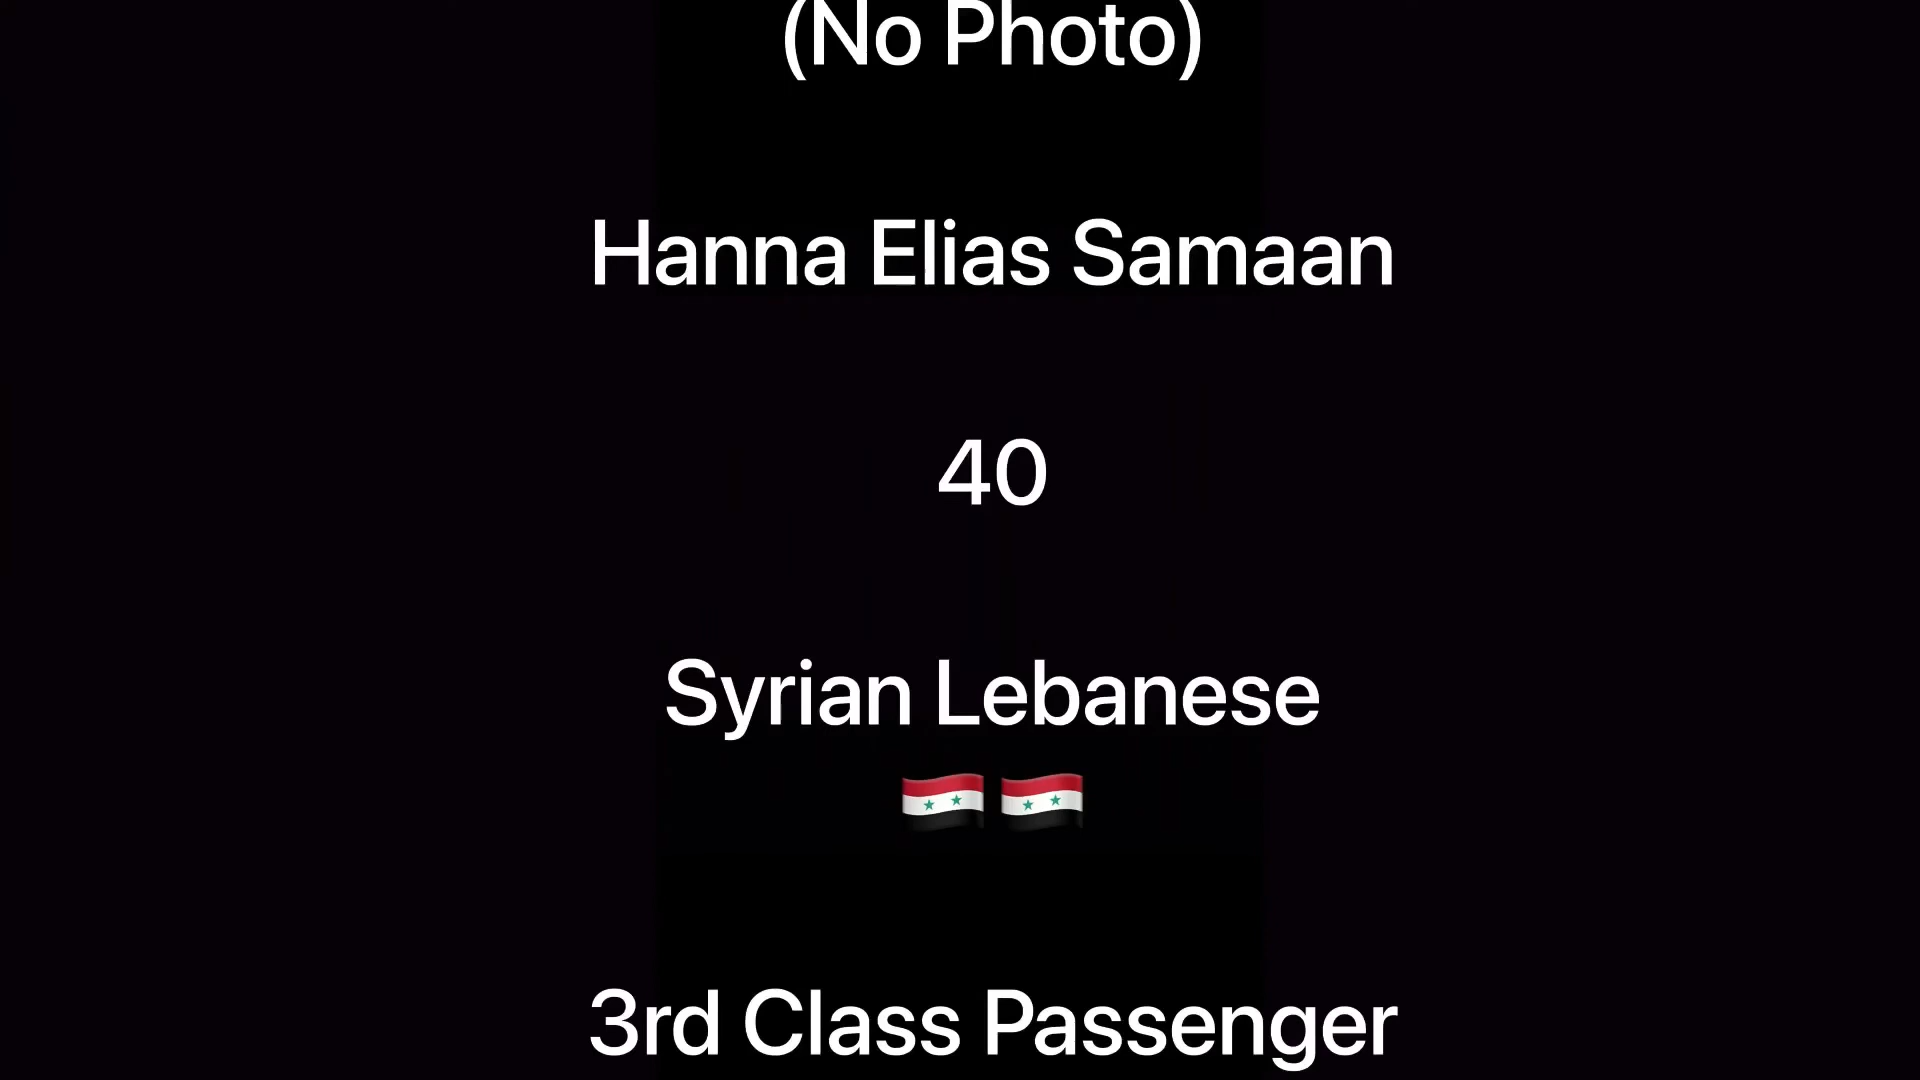 (No Photo)
Hanna Elias Samaan
40
Syrian Lebanese
🇸🇾 🇸🇾
3rd Class Passenger